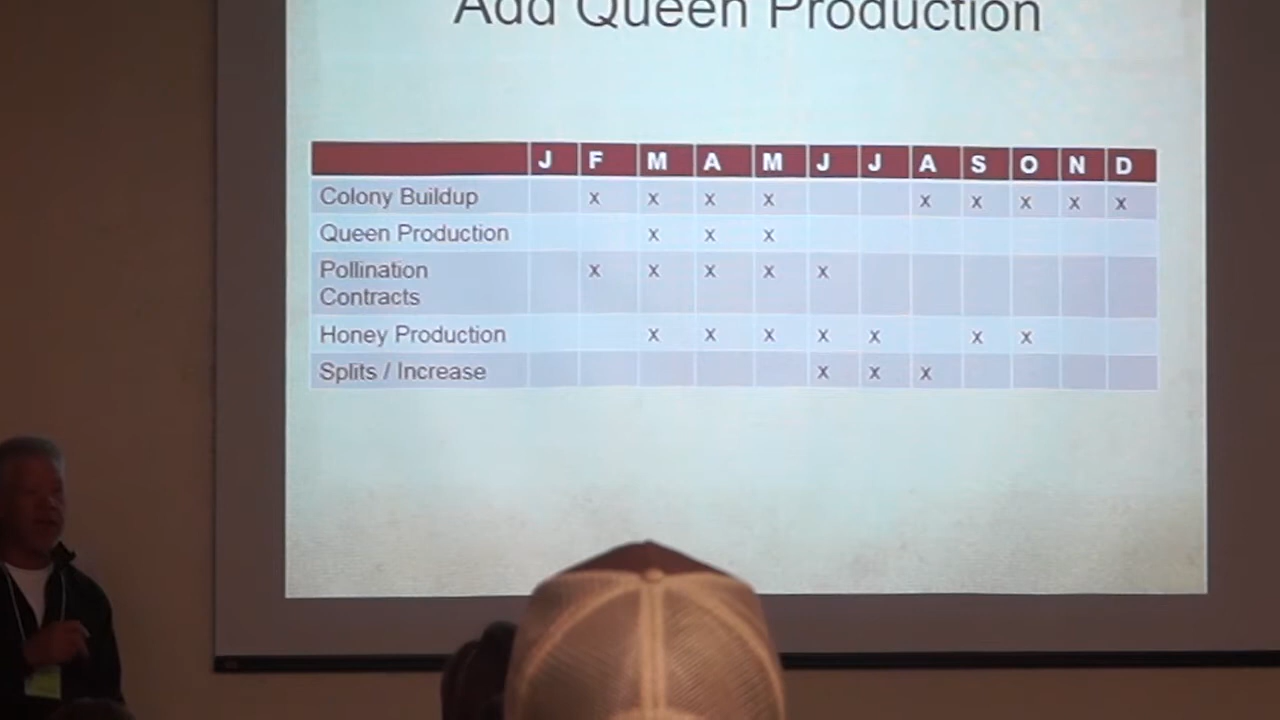 Add Queen Production
J F M A M J J A S O N D
Colony Buildup x x x x x x x x x
Queen Production x x x
Pollination x x x x x
Contracts
Honey Production x x x x x x x
Splits / Increase x x x